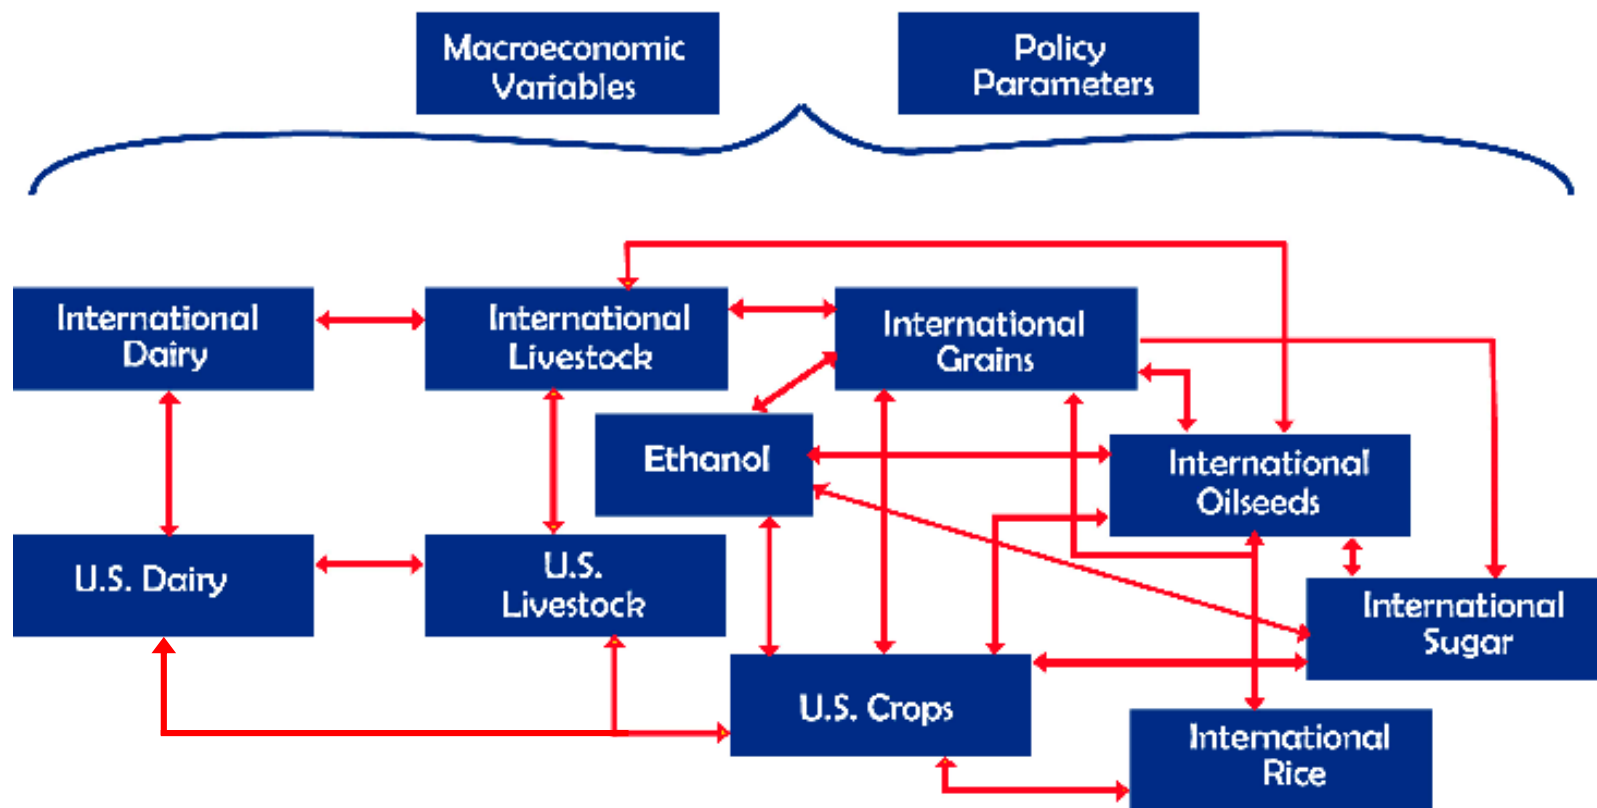 Macroeconomic
Variables
Policy
Parameters
International
Dairy
International
Livestock
International
Grains
Ethanol
International
Oilseeds
U.S. Dairy
U.S.
Livestock
International
Sugar
U.S. Crops
International
Rice